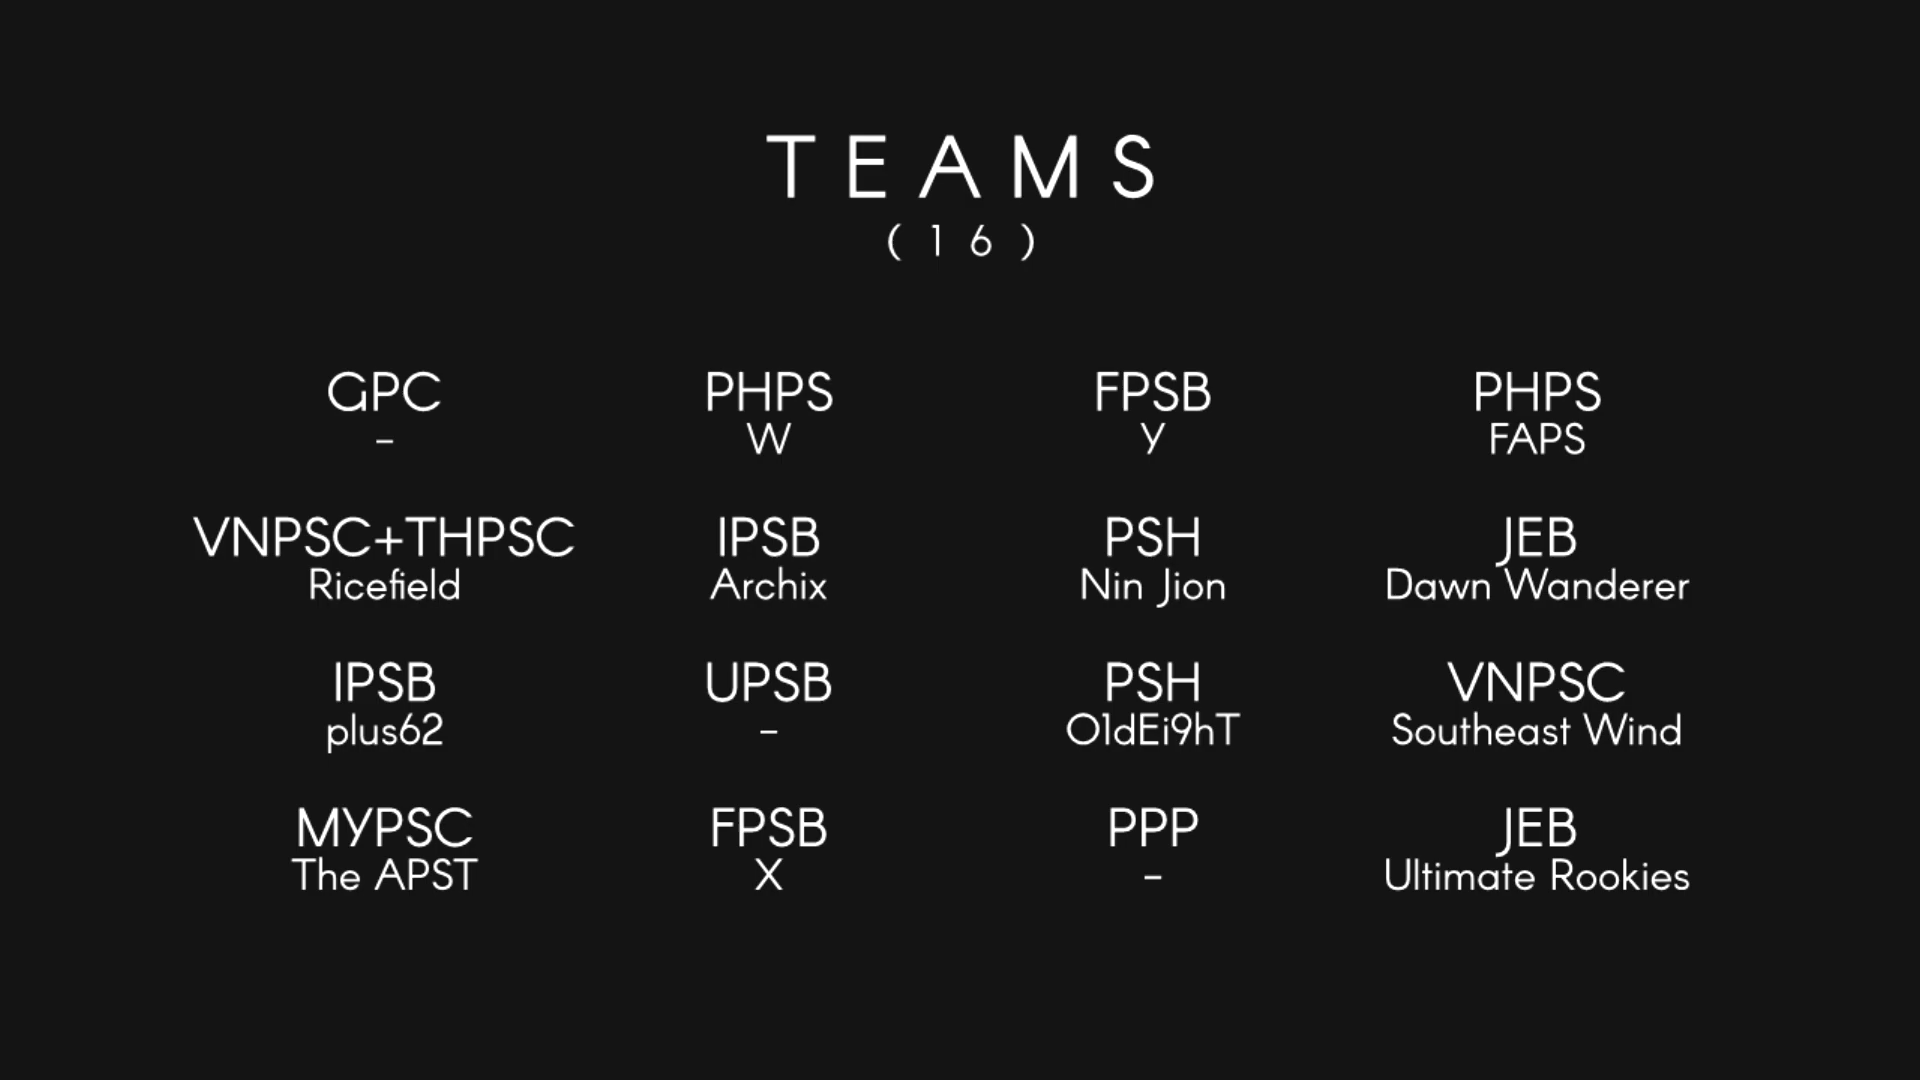 TEAMS
(16)
GPC
-
PHPS
W
FPSB
Y
PHPS
FAPS
VNPSC+THPSC
Ricefield
IPSB
Archix
PSH
Nin Jion
JEB
Dawn Wanderer
IPSB
plus62
UPSB
-
PSH
O1dEi9hT
VNPSC
Southeast Wind
MYPSC
The APST
FPSB
X
PPP
-
JEB
Ultimate Rookies